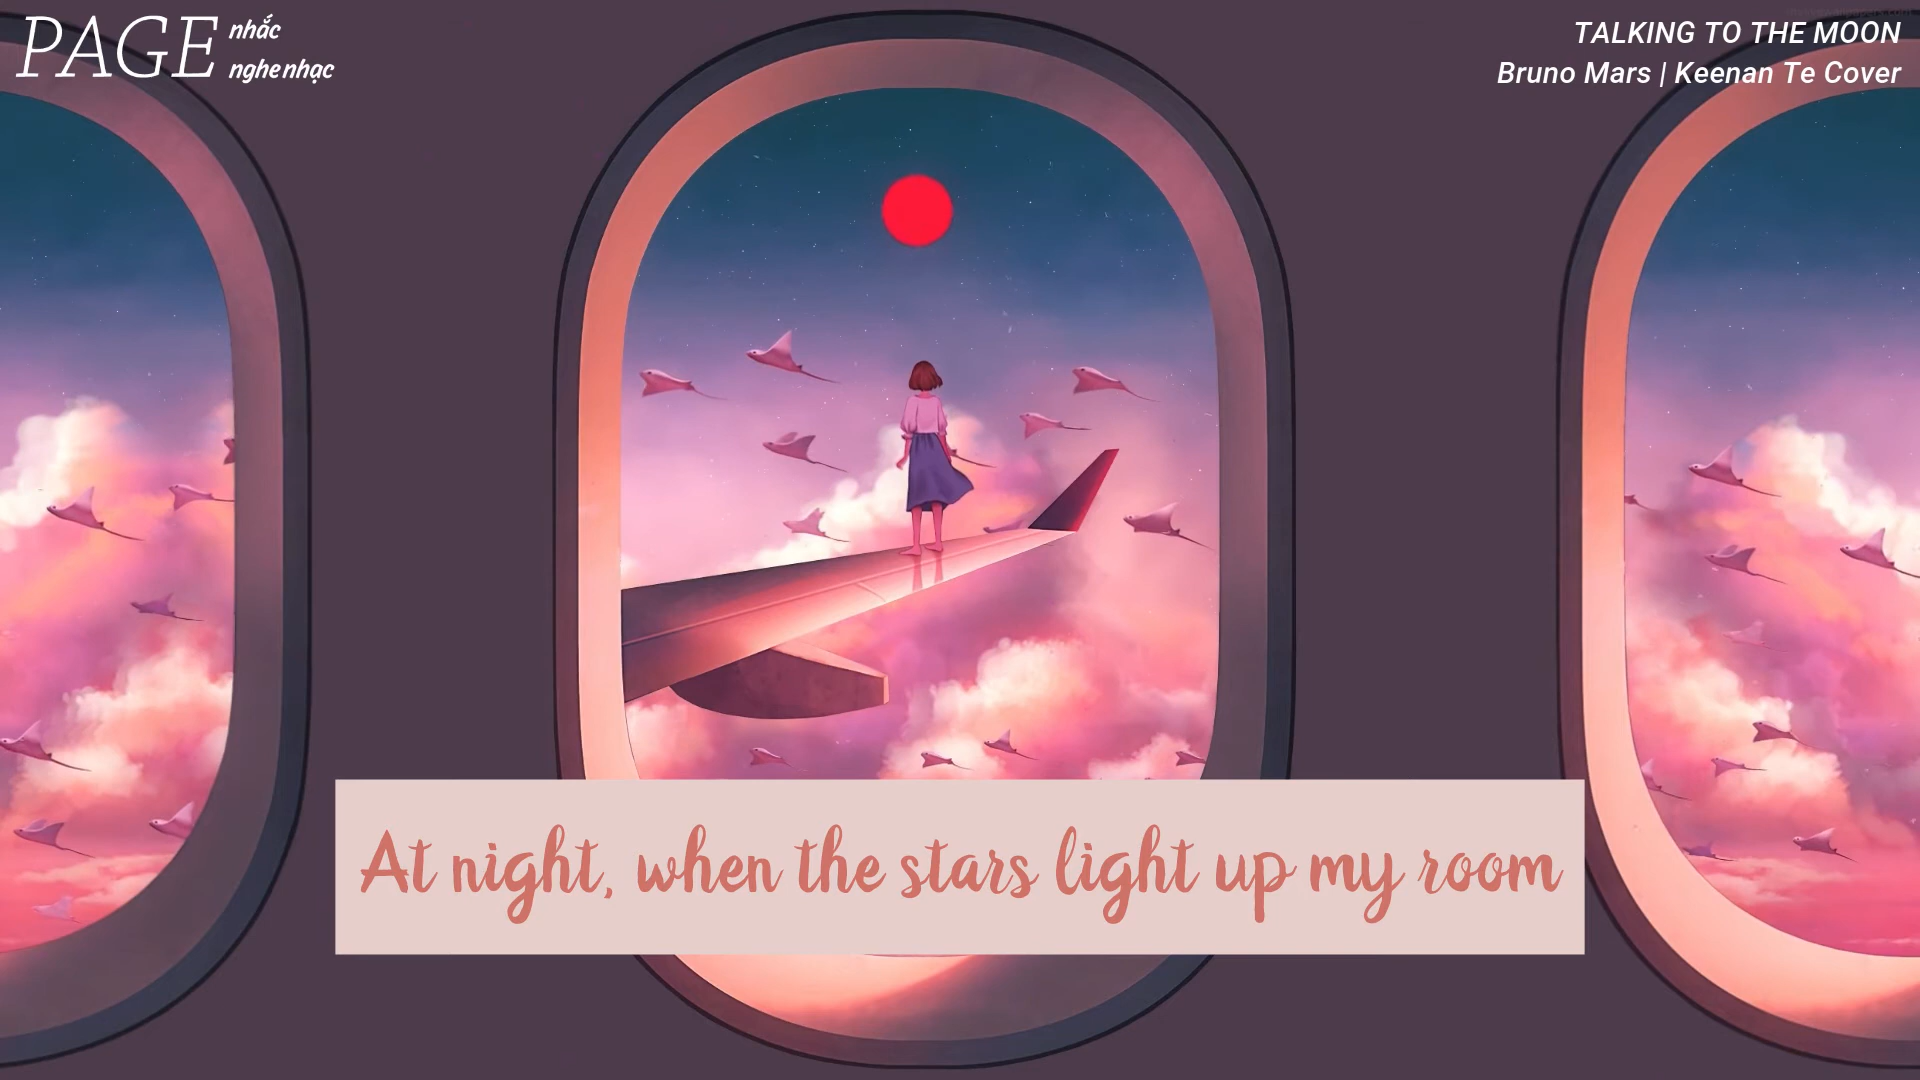 PAGE nhắc
nghe nhạc
TALKING TO THE MOON
Bruno Mars | Keenan Te Cover
At night, when the stars light up my room